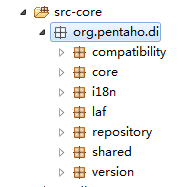 src-core
org.pentaho.di
compatibility
core
i18n
laf
repository
shared
version